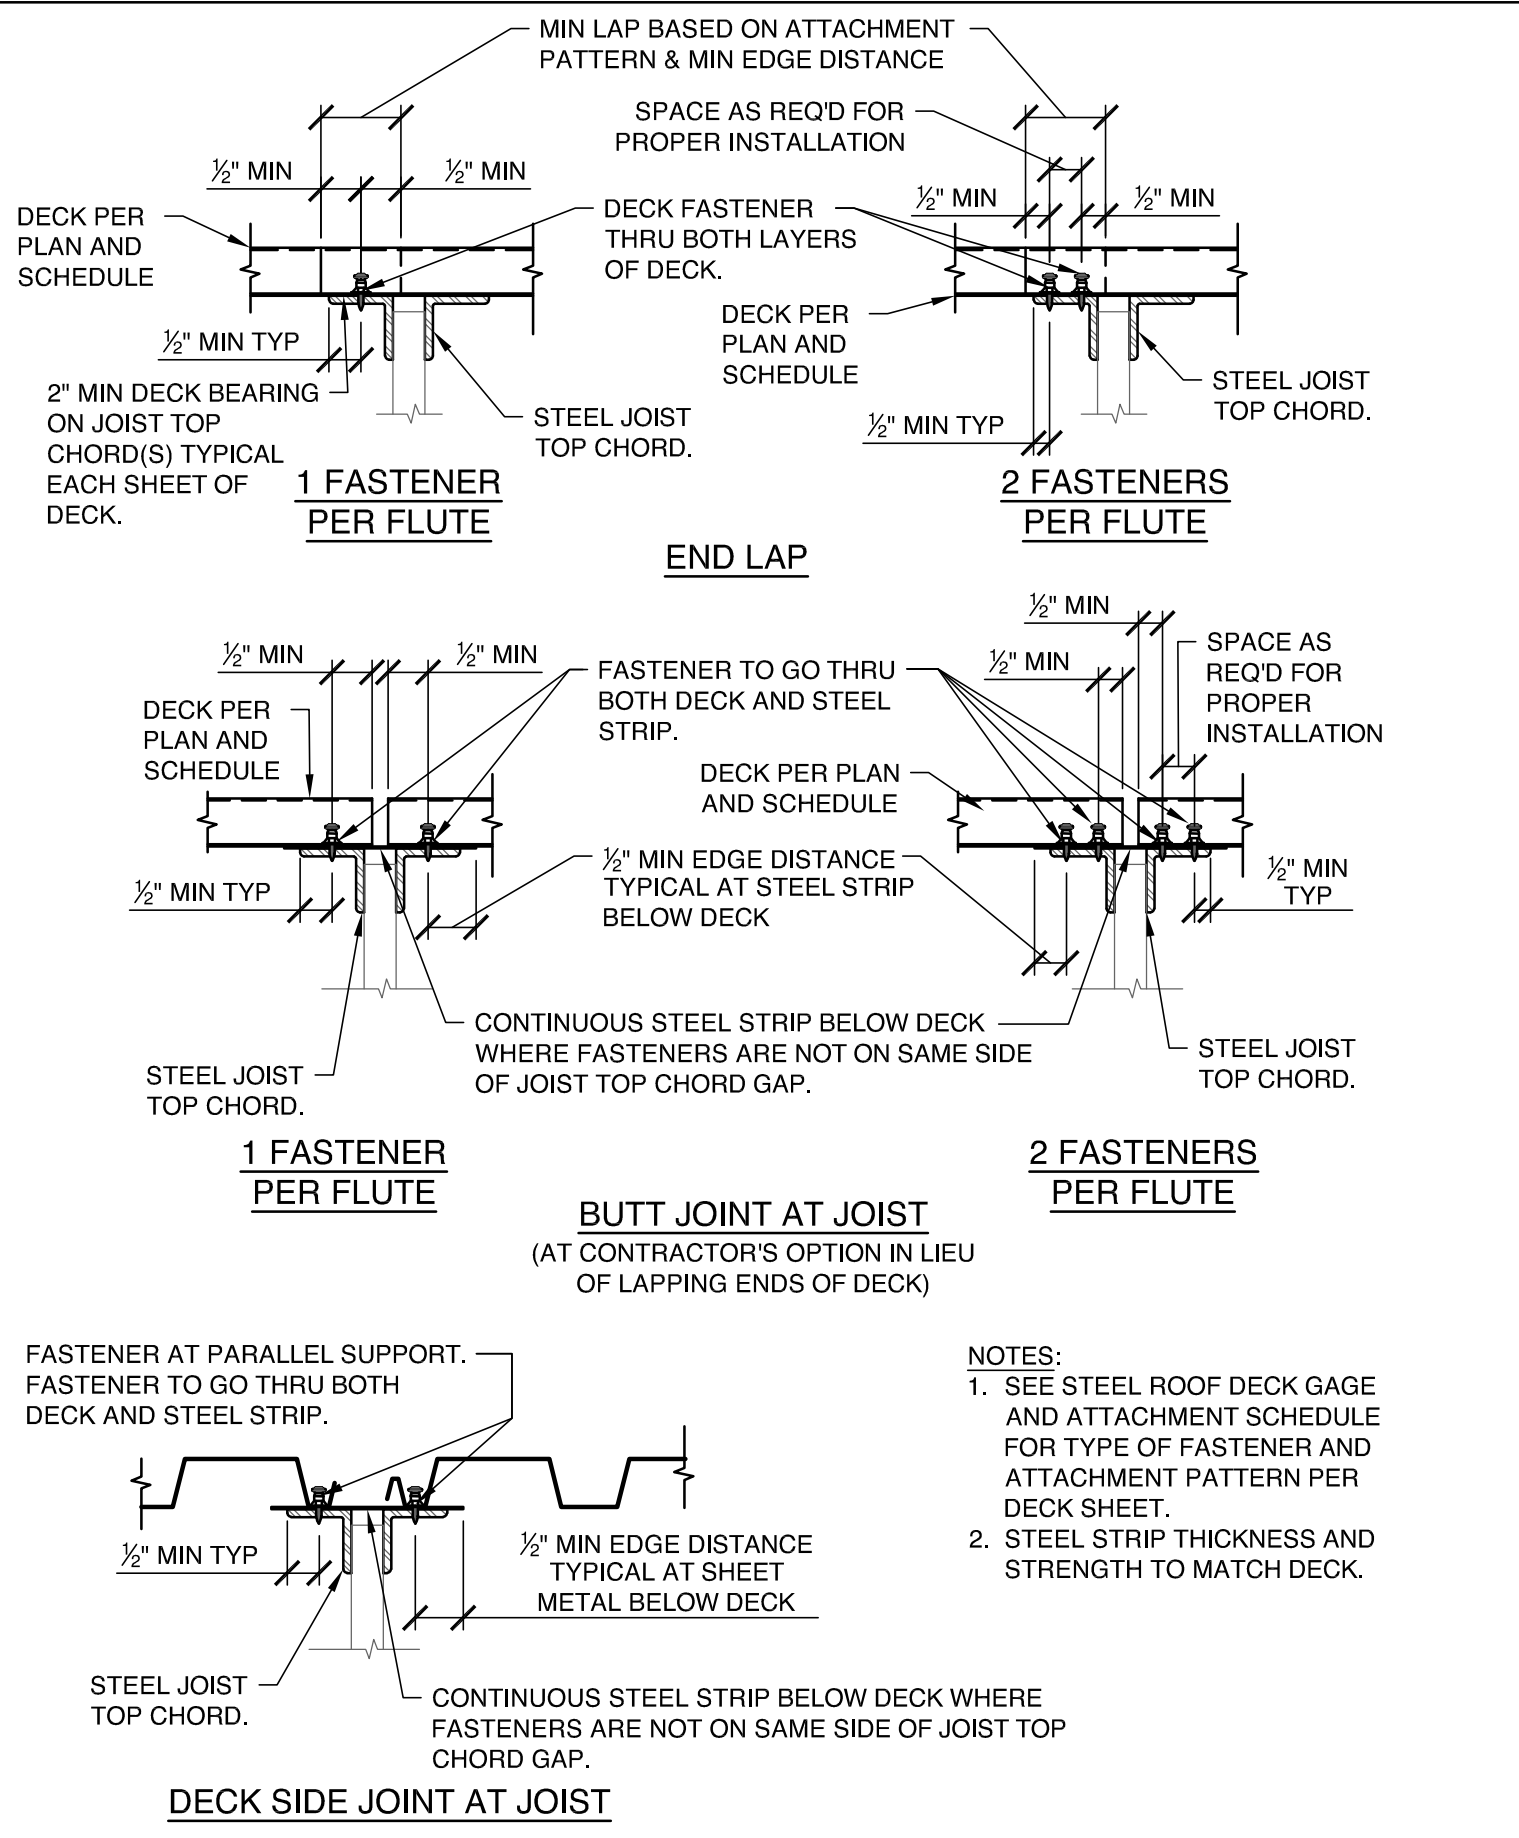 MIN LAP BASED ON ATTACHMENT
PATTERN & MIN EDGE DISTANCE
SPACE AS REQ'D FOR
PROPER INSTALLATION
½" MIN
½" MIN
½" MIN
½" MIN
DECK PER
PLAN AND
SCHEDULE
DECK FASTENER
THRU BOTH LAYERS
OF DECK.
DECK PER
PLAN AND
SCHEDULE
½" MIN TYP
2" MIN DECK BEARING
ON JOIST TOP
CHORD(S) TYPICAL
EACH SHEET OF
DECK.
STEEL JOIST
TOP CHORD.
STEEL JOIST
TOP CHORD.
½" MIN TYP
1 FASTENER
PER FLUTE
2 FASTENERS
PER FLUTE
END LAP
½" MIN
½" MIN
½" MIN
½" MIN
SPACE AS
REQ'D FOR
PROPER
INSTALLATION
FASTENER TO GO THRU
BOTH DECK AND STEEL
STRIP.
DECK PER
PLAN AND
SCHEDULE
DECK PER PLAN
AND SCHEDULE
½" MIN TYP
½" MIN EDGE DISTANCE
TYPICAL AT STEEL STRIP
BELOW DECK
½" MIN
TYP
CONTINUOUS STEEL STRIP BELOW DECK
WHERE FASTENERS ARE NOT ON SAME SIDE
OF JOIST TOP CHORD GAP.
STEEL JOIST
TOP CHORD.
STEEL JOIST
TOP CHORD.
1 FASTENER
PER FLUTE
2 FASTENERS
PER FLUTE
BUTT JOINT AT JOIST
(AT CONTRACTOR'S OPTION IN LIEU
OF LAPPING ENDS OF DECK)
FASTENER AT PARALLEL SUPPORT.
FASTENER TO GO THRU BOTH
DECK AND STEEL STRIP.
½" MIN TYP
½" MIN EDGE DISTANCE
TYPICAL AT SHEET
METAL BELOW DECK
STEEL JOIST
TOP CHORD.
CONTINUOUS STEEL STRIP BELOW DECK WHERE
FASTENERS ARE NOT ON SAME SIDE OF JOIST TOP
CHORD GAP.
DECK SIDE JOINT AT JOIST
NOTES:
1. SEE STEEL ROOF DECK GAGE
AND ATTACHMENT SCHEDULE
FOR TYPE OF FASTENER AND
ATTACHMENT PATTERN PER
DECK SHEET.
2. STEEL STRIP THICKNESS AND
STRENGTH TO MATCH DECK.